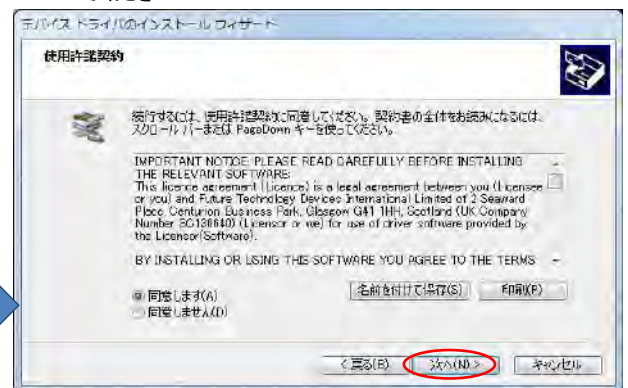 デバイス ドライバのインストール ウィザード
使用許諾契約
続行するには、使用許諾契約に同意してください。契約書の全体をお読みになるには、
スクロール バーまたは PageDown キーを使ってください。
IMPORTANT NOTICE: PLEASE READ CAREFULLY BEFORE INSTALLING
THE RELEVANT SOFTWARE:
This licence agreement (Licence) is a legal agreement between you (Licensee
or you) and Future Technology Devices International Limited of 2 Seaward
Place, Centurion Business Park, Glasgow G41 1HH, Scotland (UK Company
Number SC136640) (Licensor or we) for use of driver software provided by
the Licensor(Software).
BY INSTALLING OR USING THIS SOFTWARE YOU AGREE TO THE TERMS
同意します(A)
同意しません(D)
名前を付けて保存(S)
印刷(P)
< 戻る(B)
次へ(N) >
キャンセル